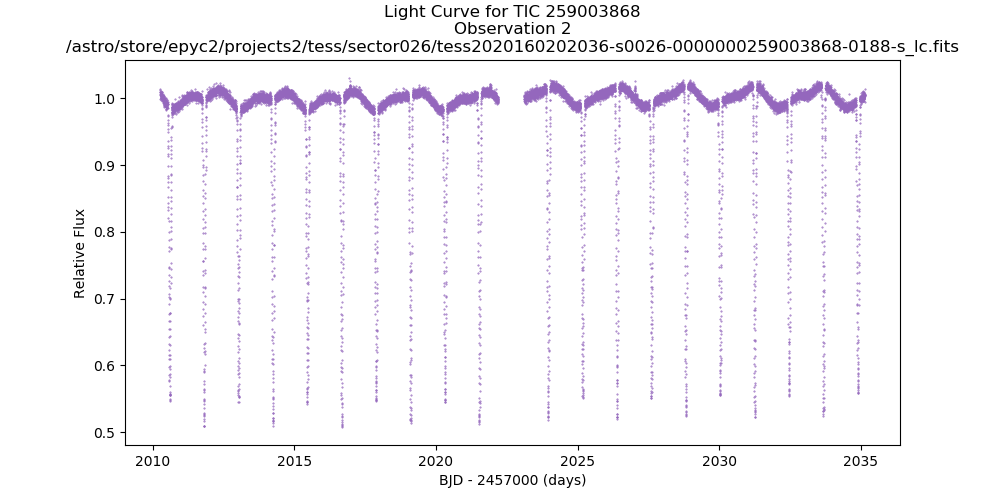 Light Curve for TIC 259003868
Observation 2
/astro/store/epyc2/projects2/tess/sector026/tess2020160202036-s0026-0000000259003868-0188-s_lc.fits
1.0
0.9
0.8
0.7
0.6
0.5
Relative Flux
2010
2015
2020
2025
2030
2035
BJD - 2457000 (days)